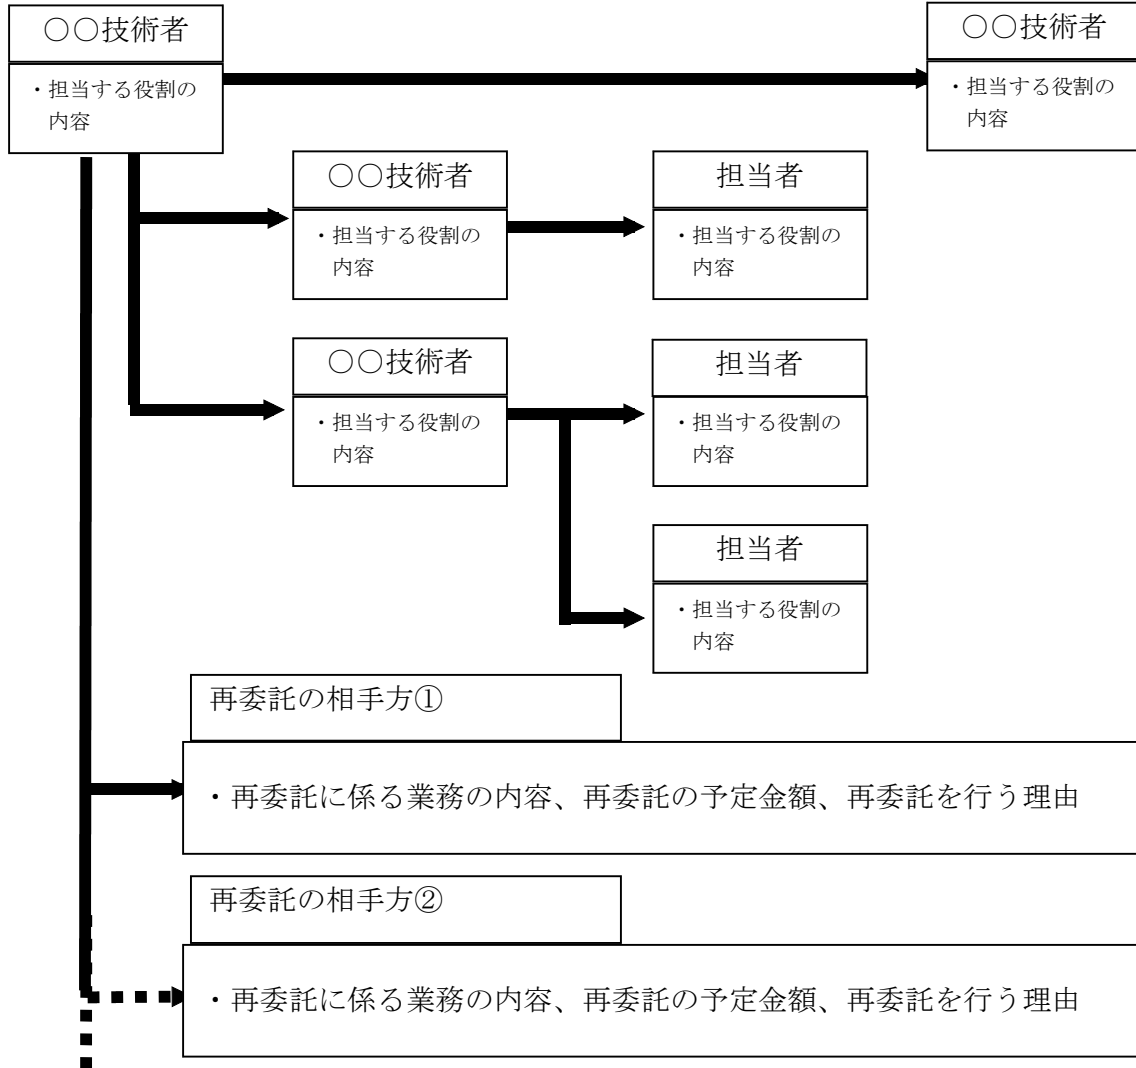 ○○技術者
・担当する役割の
内容
○○技術者
・担当する役割の
内容
○○技術者
・担当する役割の
内容
担当者
・担当する役割の
内容
○○技術者
・担当する役割の
内容
担当者
・担当する役割の
内容
担当者
・担当する役割の
内容
再委託の相手方①
・再委託に係る業務の内容、再委託の予定金額、再委託を行う理由
再委託の相手方②
・再委託に係る業務の内容、再委託の予定金額、再委託を行う理由